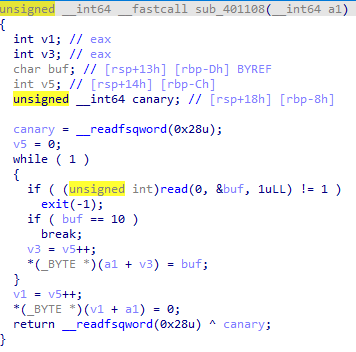 unsigned __int64 __fastcall sub_401108(__int64 a1)
{
  int v1; // eax
  int v3; // eax
  char buf; // [rsp+13h] [rbp-Dh] BYREF
  int v5; // [rsp+14h] [rbp-Ch]
  unsigned __int64 canary; // [rsp+18h] [rbp-8h]

  canary = __readfsqword(0x28u);
  v5 = 0;
  while ( 1 )
  {
    if ( (unsigned int)read(0, &buf, 1uLL) != 1 )
      exit(-1);
    if ( buf == 10 )
      break;
    v3 = v5++;
    *(_BYTE *)(a1 + v3) = buf;
  }
  v1 = v5++;
  *(_BYTE *)(v1 + a1) = 0;
  return __readfsqword(0x28u) ^ canary;
}